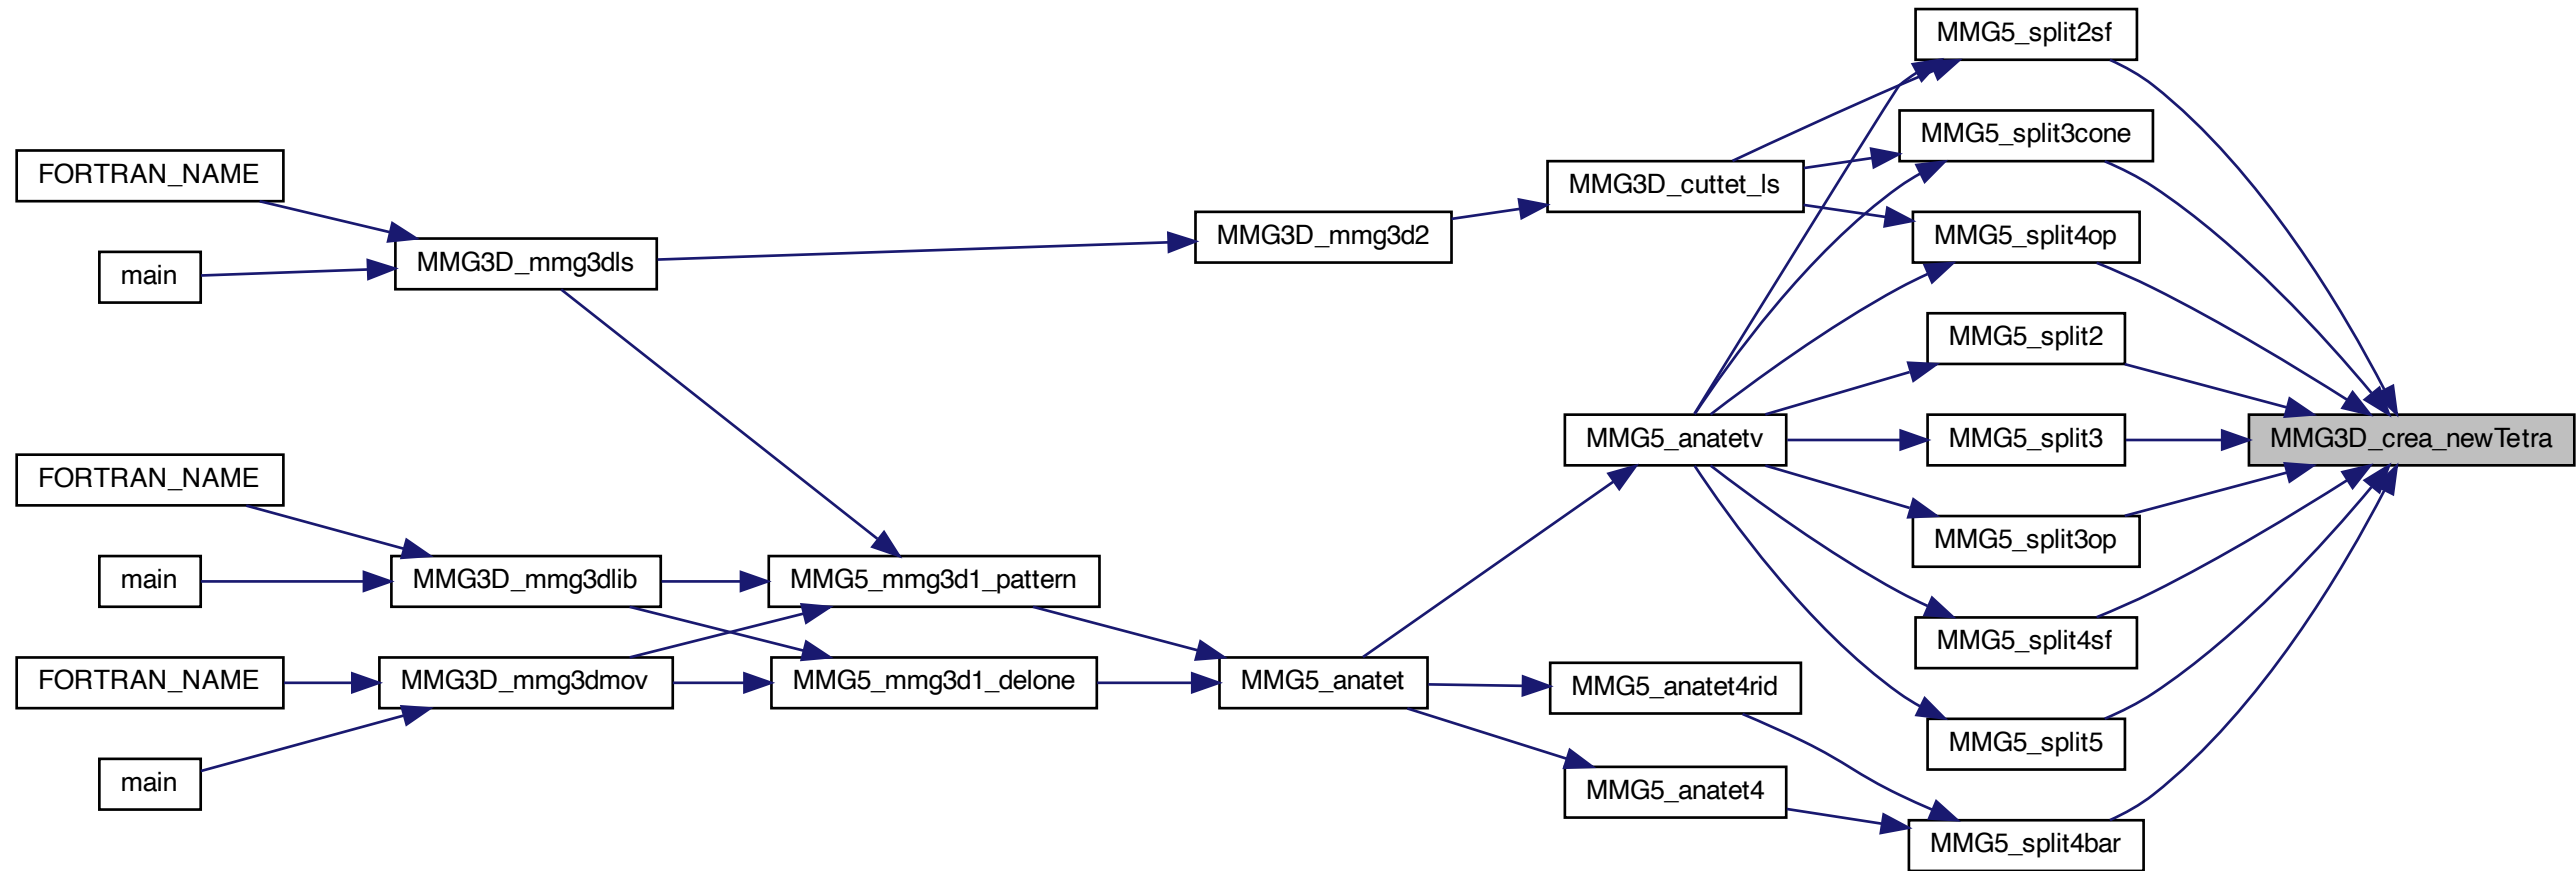 MMG5_split2sf
MMG5_split3cone
FORTRAN_NAME
MMG3D_cuttet_ls
MMG3D_mmg3d2
MMG5_split4op
MMG3D_mmg3dls
main
MMG5_split2
MMG5_anatetv
MMG5_split3
MMG3D_crea_newTetra
FORTRAN_NAME
MMG5_split3op
main
MMG3D_mmg3dlib
MMG5_mmg3d1_pattern
MMG5_split4sf
FORTRAN_NAME
MMG3D_mmg3dmov
MMG5_mmg3d1_delone
MMG5_anatet
MMG5_anatet4rid
MMG5_split5
main
MMG5_anatet4
MMG5_split4bar